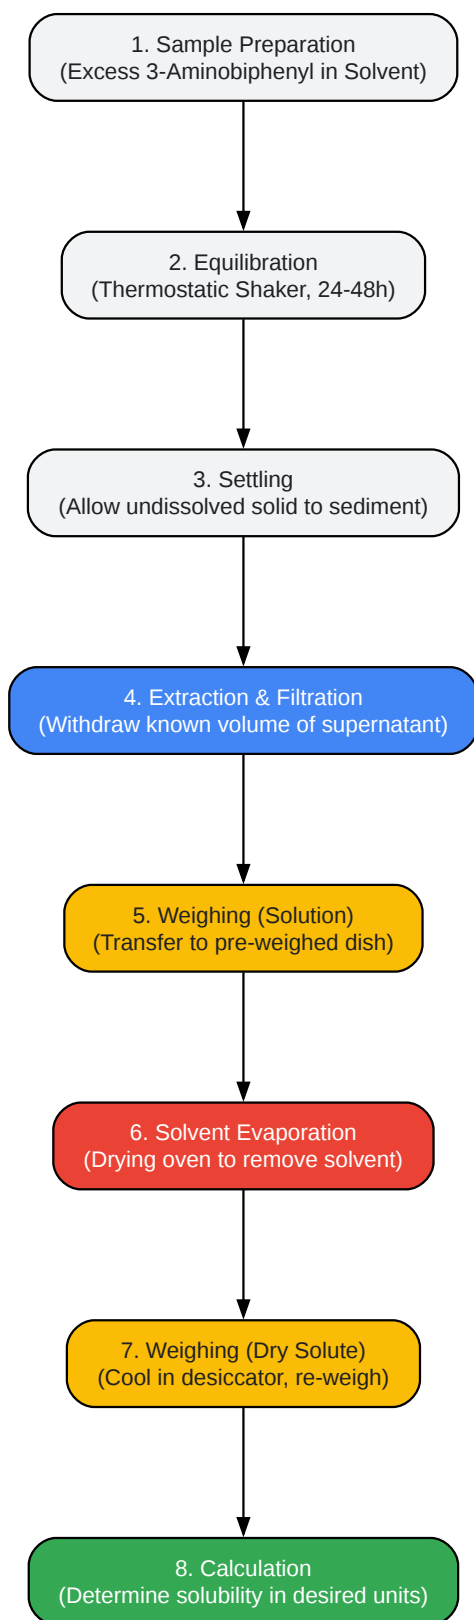 1. Sample Preparation
(Excess 3-Aminobiphenyl in Solvent)
2. Equilibration
(Thermostatic Shaker, 24-48h)
3. Settling
(Allow undissolved solid to sediment)
4. Extraction & Filtration
(Withdraw known volume of supernatant)
5. Weighing (Solution)
(Transfer to pre-weighed dish)
6. Solvent Evaporation
(Drying oven to remove solvent)
7. Weighing (Dry Solute)
(Cool in desiccator, re-weigh)
8. Calculation
(Determine solubility in desired units)